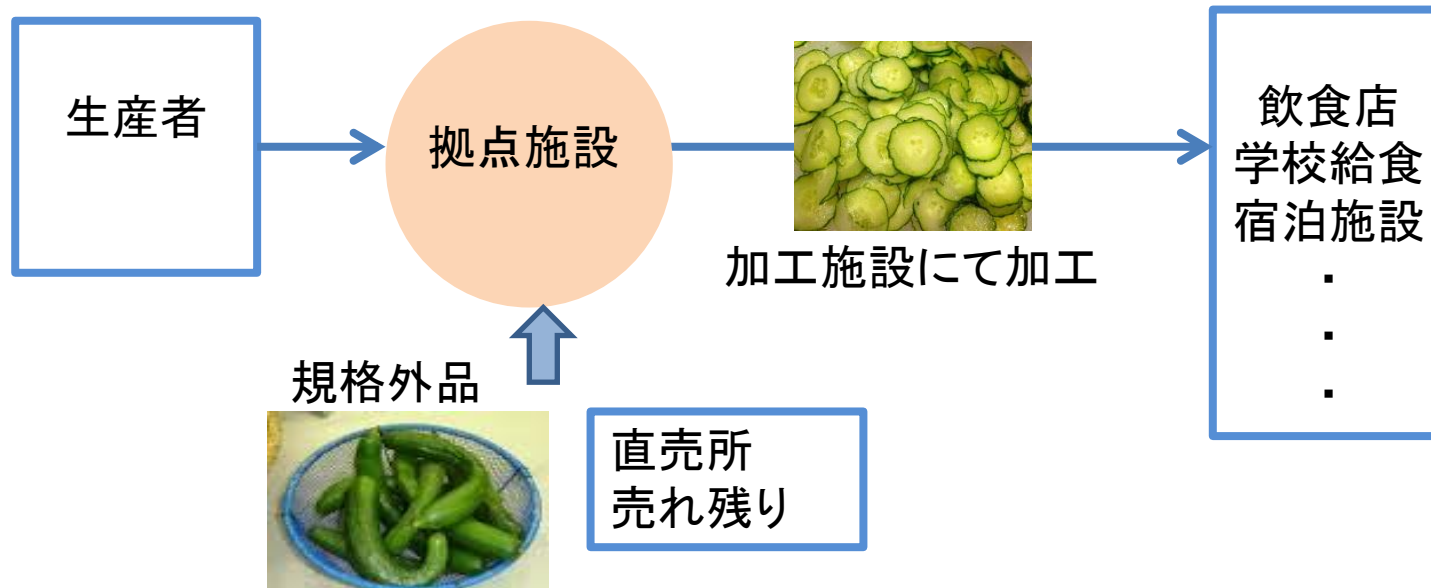 生産者
拠点施設
加工施設にて加工
飲食店
学校給食
宿泊施設
・
・
・
規格外品
直売所
売れ残り